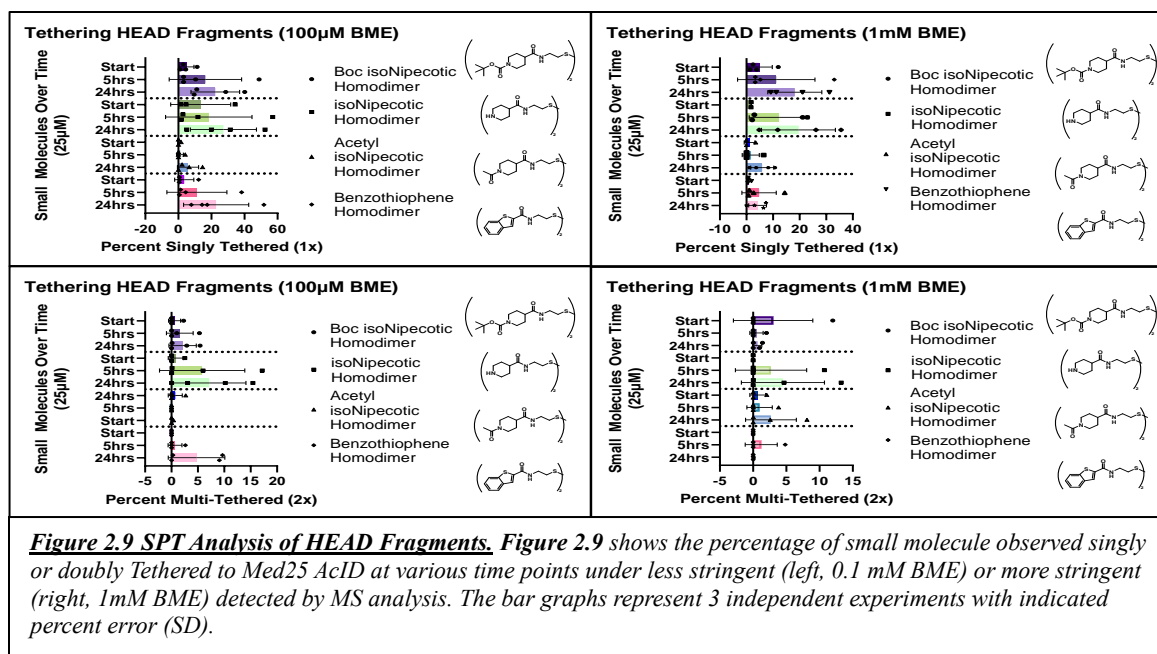 Tethering HEAD Fragments (100μM BME)
Small Molecules Over Time
(25μM)
Start
5hrs
24hrs
Start
5hrs
24hrs
Start
5hrs
24hrs
Start
5hrs
24hrs
-20 0 20 40 60
Percent Singly Tethered (1x)
Boc isoNipecotic
Homodimer
isoNipecotic
Homodimer
Acetyl
isoNipecotic
Homodimer
Benzothiophene
Homodimer
Tethering HEAD Fragments (1mM BME)
Small Molecules Over Time
(25μM)
Start
5hrs
24hrs
Start
5hrs
24hrs
Start
5hrs
24hrs
Start
5hrs
24hrs
-10 0 10 20 30 40
Percent Singly Tethered (1x)
Boc isoNipecotic
Homodimer
isoNipecotic
Homodimer
Acetyl
isoNipecotic
Homodimer
Benzothiophene
Homodimer
Tethering HEAD Fragments (100μM BME)
Small Molecules Over Time
(25μM)
Start
5hrs
24hrs
Start
5hrs
24hrs
24hrs
5hrs
Start
Start
5hrs
24hrs
-5 0 5 10 15 20
Percent Multi-Tethered (2x)
Boc isoNipecotic
Homodimer
isoNipecotic
Homodimer
Acetyl
isoNipecotic
Homodimer
Benzothiophene
Homodimer
Tethering HEAD Fragments (1mM BME)
Small Molecules Over Time
(25μM)
Start
5hrs
24hrs
Start
5hrs
24hrs
Start
5hrs
24hrs
Start
5hrs
24hrs
-5 0 5 10 15
Percent Multi-Tethered (2x)
Boc isoNipecotic
Homodimer
isoNipecotic
Homodimer
Acetyl
isoNipecotic
Homodimer
Benzothiophene
Homodimer
Figure 2.9 SPT Analysis of HEAD Fragments. Figure 2.9 shows the percentage of small molecule observed singly
or doubly Tethered to Med25 AcID at various time points under less stringent (left, 0.1 mM BME) or more stringent
(right, 1mM BME) detected by MS analysis. The bar graphs represent 3 independent experiments with indicated
percent error (SD).